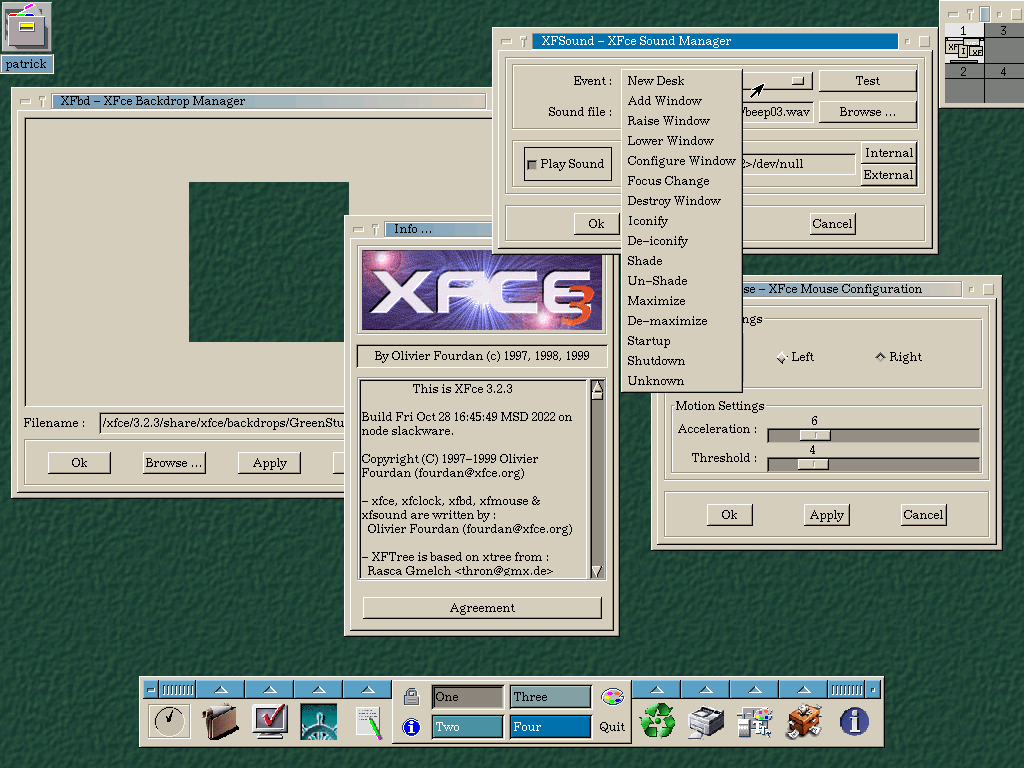 patrick
XFSound – XFce Sound Manager
Event :
Test
Sound file :
/beep03.wav
Browse ...
Play Sound
2>/dev/null
Internal
External
Ok
Cancel
New Desk
Add Window
Raise Window
Lower Window
Configure Window
Focus Change
Destroy Window
Iconify
De–iconify
Shade
Un–Shade
Maximize
De–maximize
Startup
Shutdown
Unknown
1
3
2
4
XFbd – XFce Backdrop Manager
Filename :
/xfce/3.2.3/share/xfce/backdrops/GreenStu
Ok
Browse ...
Apply
Info ...
XFCE 3
By Olivier Fourdan (c) 1997, 1998, 1999
This is XFce 3.2.3
Build Fri Oct 28 16:45:49 MSD 2022 on
node slackware.
Copyright (C) 1997–1999 Olivier
Fourdan (fourdan@xfce.org)
– xfce, xfclock, xfbd, xfmouse &
xfsound are written by :
Olivier Fourdan (fourdan@xfce.org)
– XFTree is based on xtree from :
Rasca Gmelch <thron@gmx.de>
Agreement
se – XFce Mouse Configuration
ngs
Left
Right
Motion Settings
Acceleration :
6
Threshold :
4
Ok
Apply
Cancel
One
Three
Two
Four
Quit